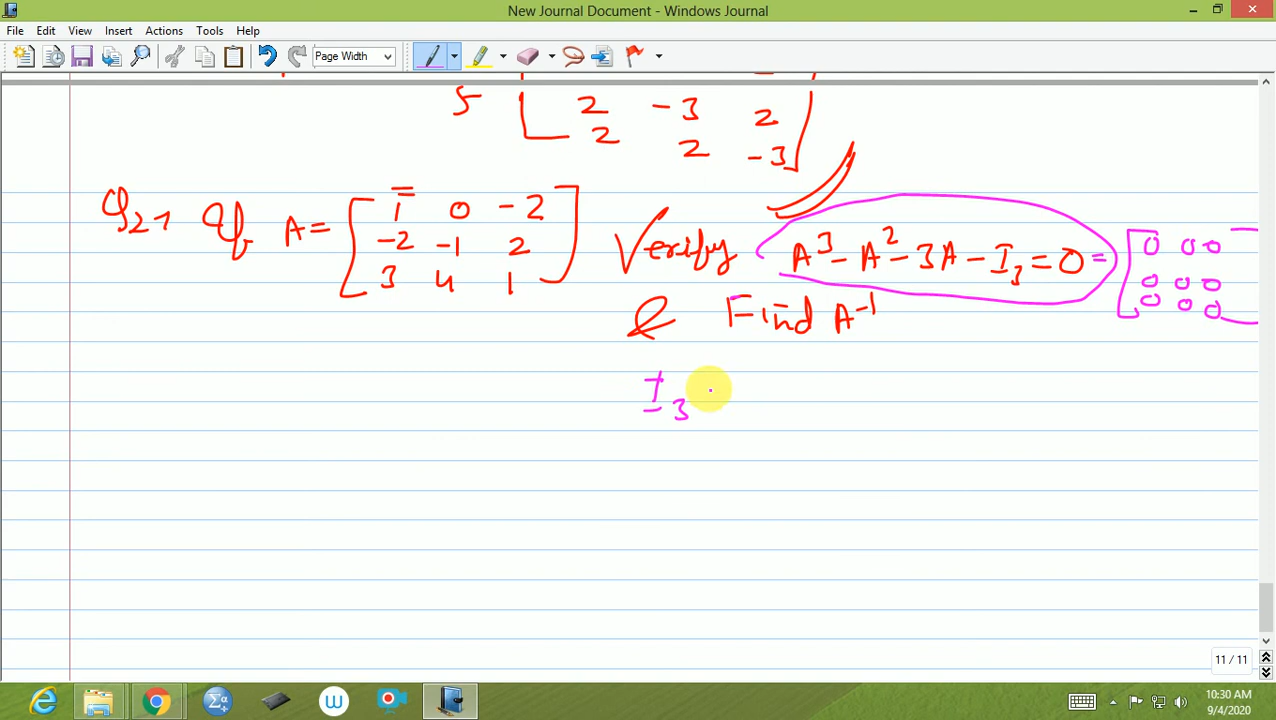 New Journal Document - Windows Journal
File Edit View Insert Actions Tools Help
Page Width
5 2 -3 2
2 2 -3
Q2, If A = [1 0 -2
-2 -1 2
3 4 1] Verify A³ - A² - 3A - I₃ = 0 = [0 0 0
0 0 0
0 0 0
& Find A⁻¹
I₃
11 / 11
10:30 AM
9/4/2020